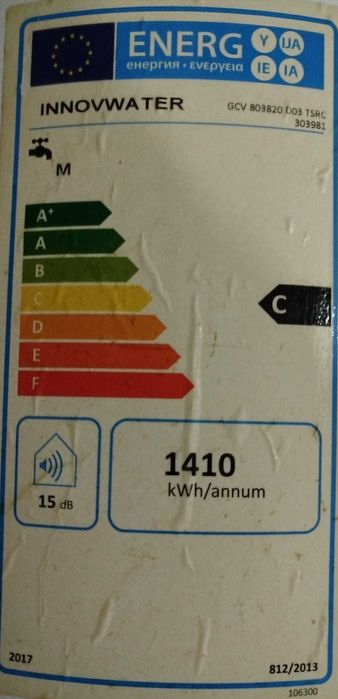 ENERG Y IJA
енергия · ενεργεια IE IA
INNOVWATER GCV 803820 D03 TSRC
303981
M
A+
A
B
C
C
D
E
F
1410
kWh/annum
15 dB
2017
812/2013
106300